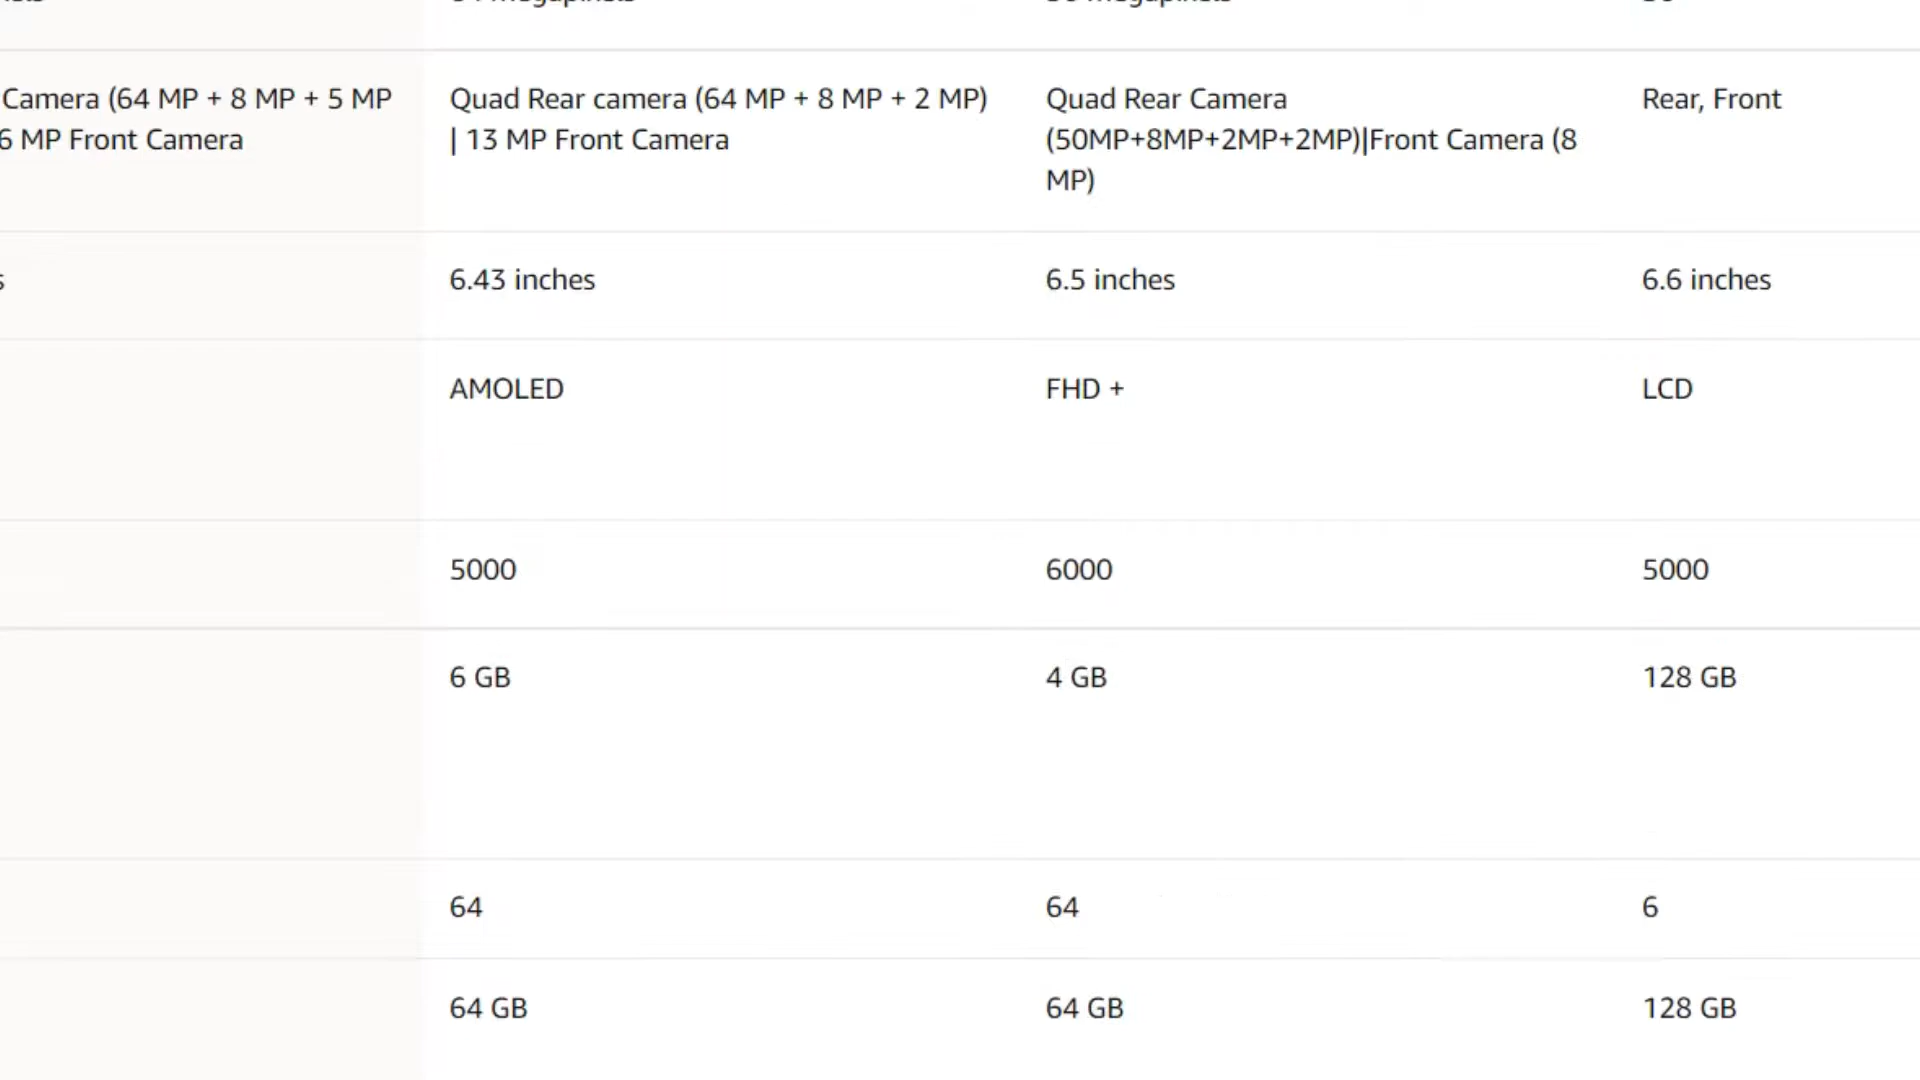 Camera (64 MP + 8 MP + 5 MP
6 MP Front Camera
Quad Rear camera (64 MP + 8 MP + 2 MP)
| 13 MP Front Camera
Quad Rear Camera
(50MP+8MP+2MP+2MP)|Front Camera (8
MP)
Rear, Front
6.43 inches
6.5 inches
6.6 inches
AMOLED
FHD +
LCD
5000
6000
5000
6 GB
4 GB
128 GB
64
64
6
64 GB
64 GB
128 GB